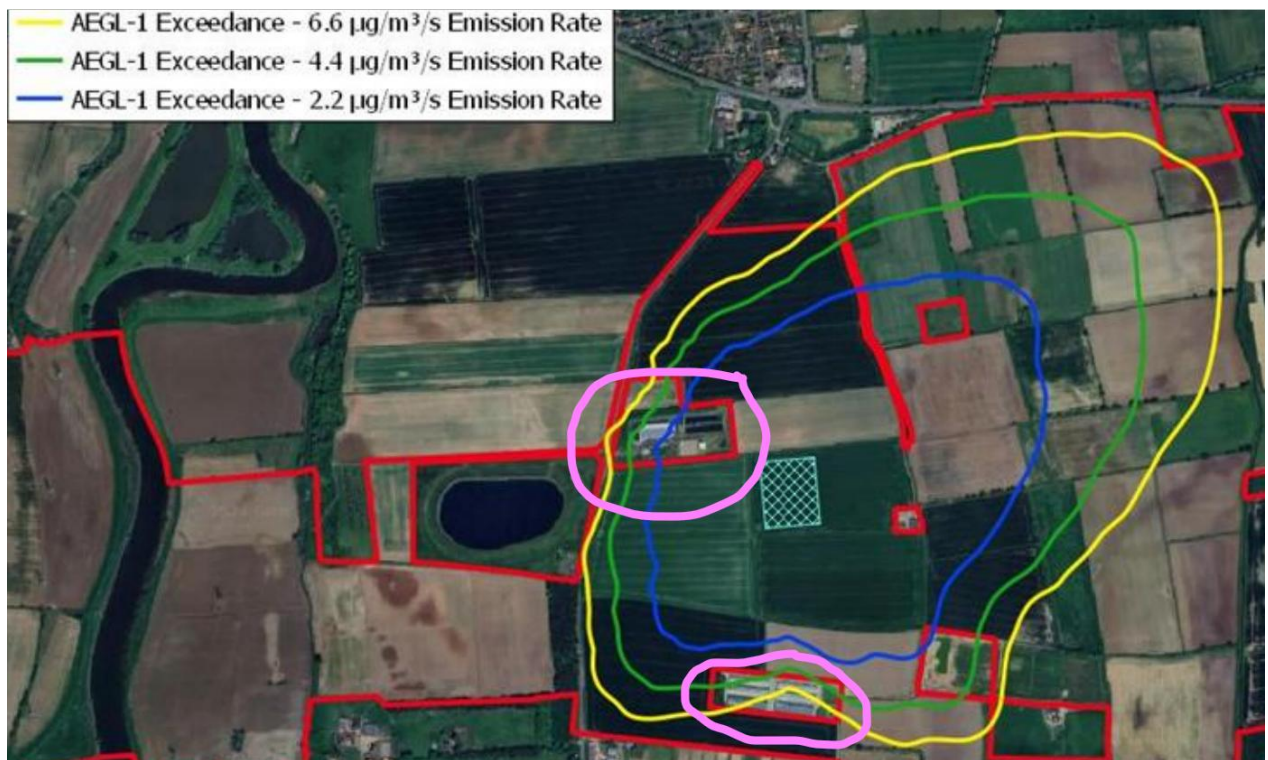 AEGL-1 Exceedance - 6.6 µg/m³/s Emission Rate
AEGL-1 Exceedance - 4.4 µg/m³/s Emission Rate
AEGL-1 Exceedance - 2.2 µg/m³/s Emission Rate